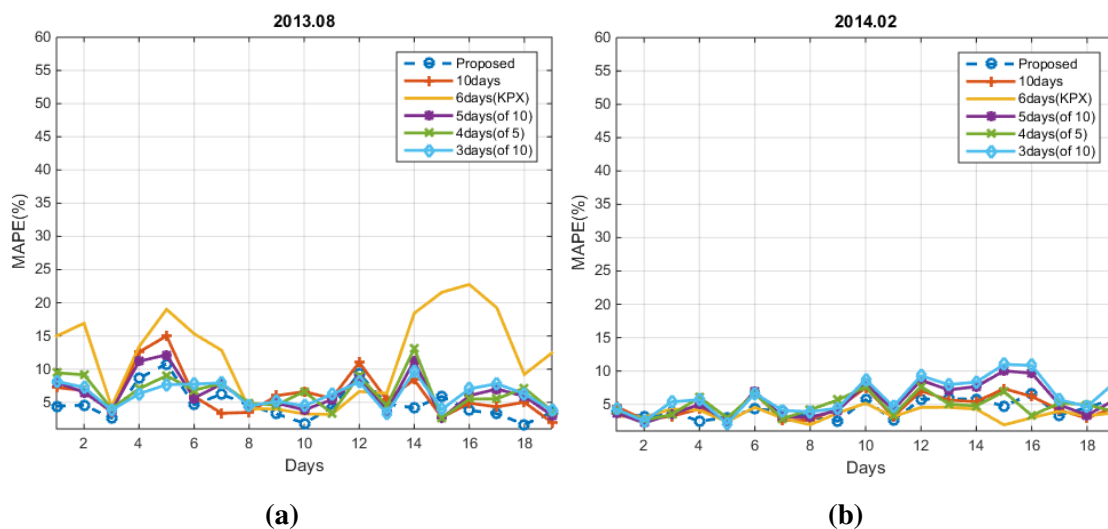 2013.08
60
55
50
45
40
35
30
25
20
15
10
5
MAPE(%)
Proposed
10days
6days(KPX)
5days(of 10)
4days(of 5)
3days(of 10)
2 4 6 8 10 12 14 16 18
Days
(a)
2014.02
60
55
50
45
40
35
30
25
20
15
10
5
MAPE(%)
Proposed
10days
6days(KPX)
5days(of 10)
4days(of 5)
3days(of 10)
2 4 6 8 10 12 14 16 18
Days
(b)